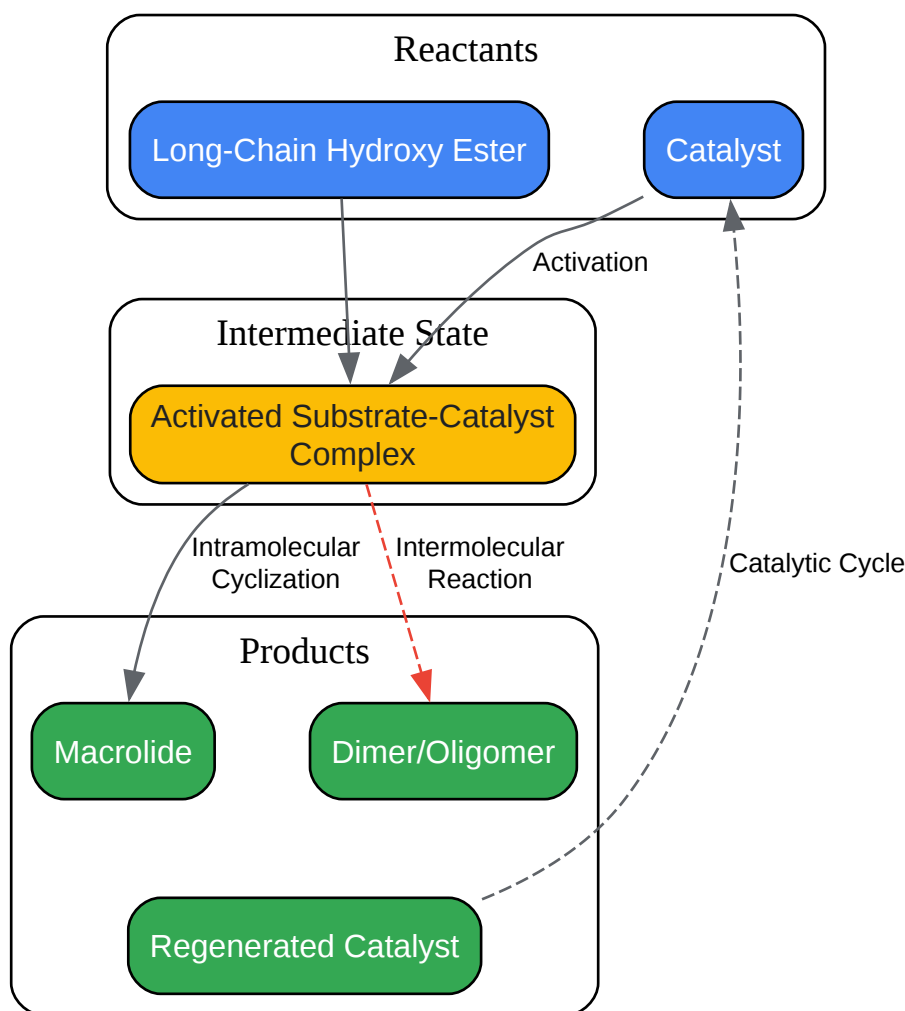 Reactants
Long-Chain Hydroxy Ester
Catalyst
Activation
Intermediate State
Activated Substrate-Catalyst
Complex
Intramolecular
Cyclization
Intermolecular
Reaction
Catalytic Cycle
Products
Macrolide
Dimer/Oligomer
Regenerated Catalyst